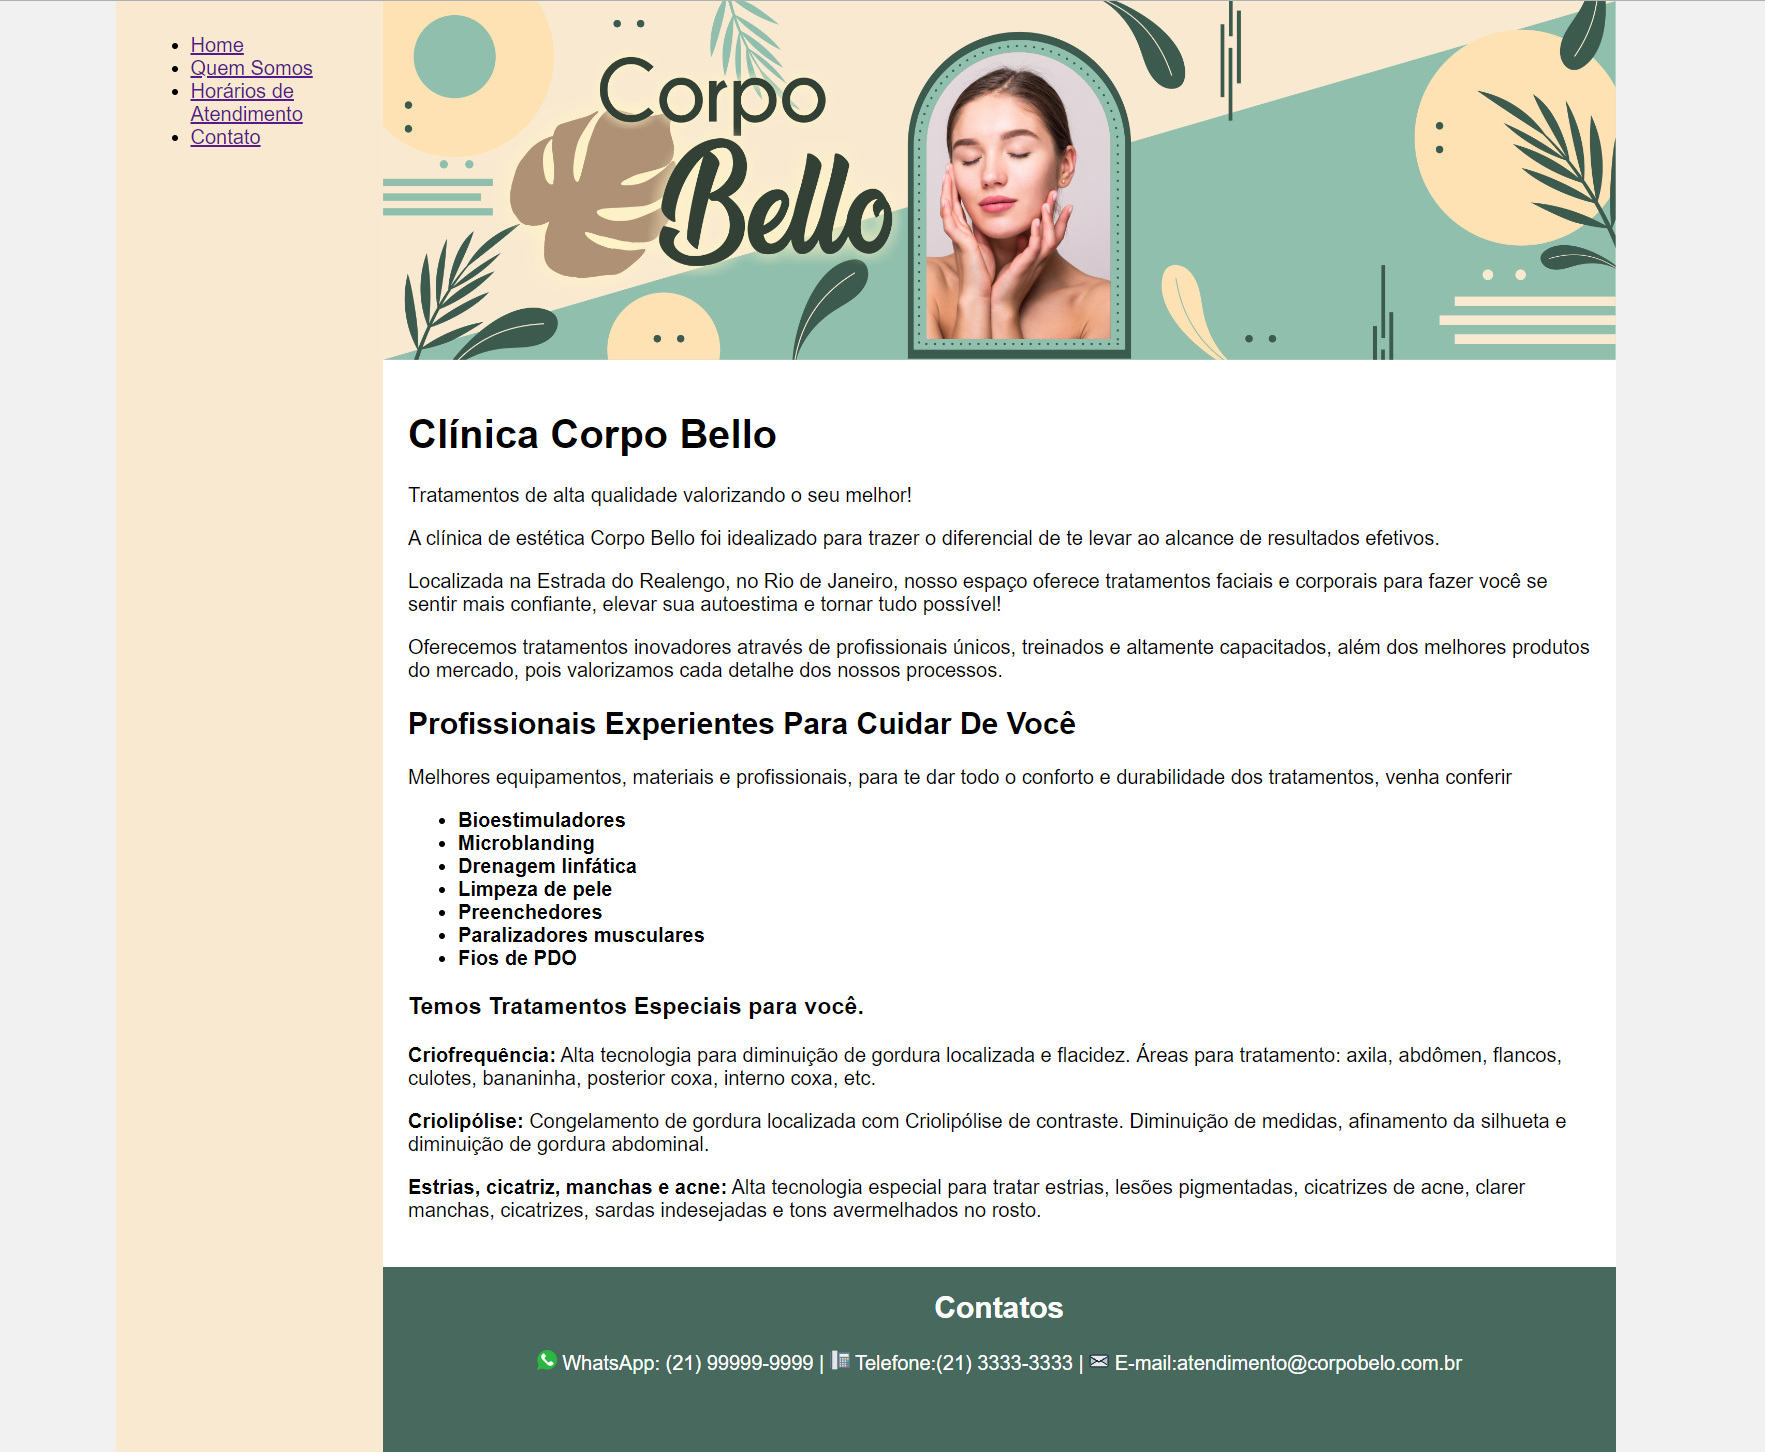 Home
Quem Somos
Horários de
Atendimento
Contato
Corpo
Bello
Clínica Corpo Bello
Tratamentos de alta qualidade valorizando o seu melhor!
A clínica de estética Corpo Bello foi idealizado para trazer o diferencial de te levar ao alcance de resultados efetivos.
Localizada na Estrada do Realengo, no Rio de Janeiro, nosso espaço oferece tratamentos faciais e corporais para fazer você se
sentir mais confiante, elevar sua autoestima e tornar tudo possível!
Oferecemos tratamentos inovadores através de profissionais únicos, treinados e altamente capacitados, além dos melhores produtos
do mercado, pois valorizamos cada detalhe dos nossos processos.
Profissionais Experientes Para Cuidar De Você
Melhores equipamentos, materiais e profissionais, para te dar todo o conforto e durabilidade dos tratamentos, venha conferir
Bioestimuladores
Microblanding
Drenagem linfática
Limpeza de pele
Preenchedores
Paralizadores musculares
Fios de PDO
Temos Tratamentos Especiais para você.
Criofrequência: Alta tecnologia para diminuição de gordura localizada e flacidez. Áreas para tratamento: axila, abdômen, flancos,
culotes, bananinha, posterior coxa, interno coxa, etc.
Criolipólise: Congelamento de gordura localizada com Criolipólise de contraste. Diminuição de medidas, afinamento da silhueta e
diminuição de gordura abdominal.
Estrias, cicatriz, manchas e acne: Alta tecnologia especial para tratar estrias, lesões pigmentadas, cicatrizes de acne, clarer
manchas, cicatrizes, sardas indesejadas e tons avermelhados no rosto.
Contatos
WhatsApp: (21) 99999-9999 | Telefone:(21) 3333-3333 | E-mail:atendimento@corpobelo.com.br